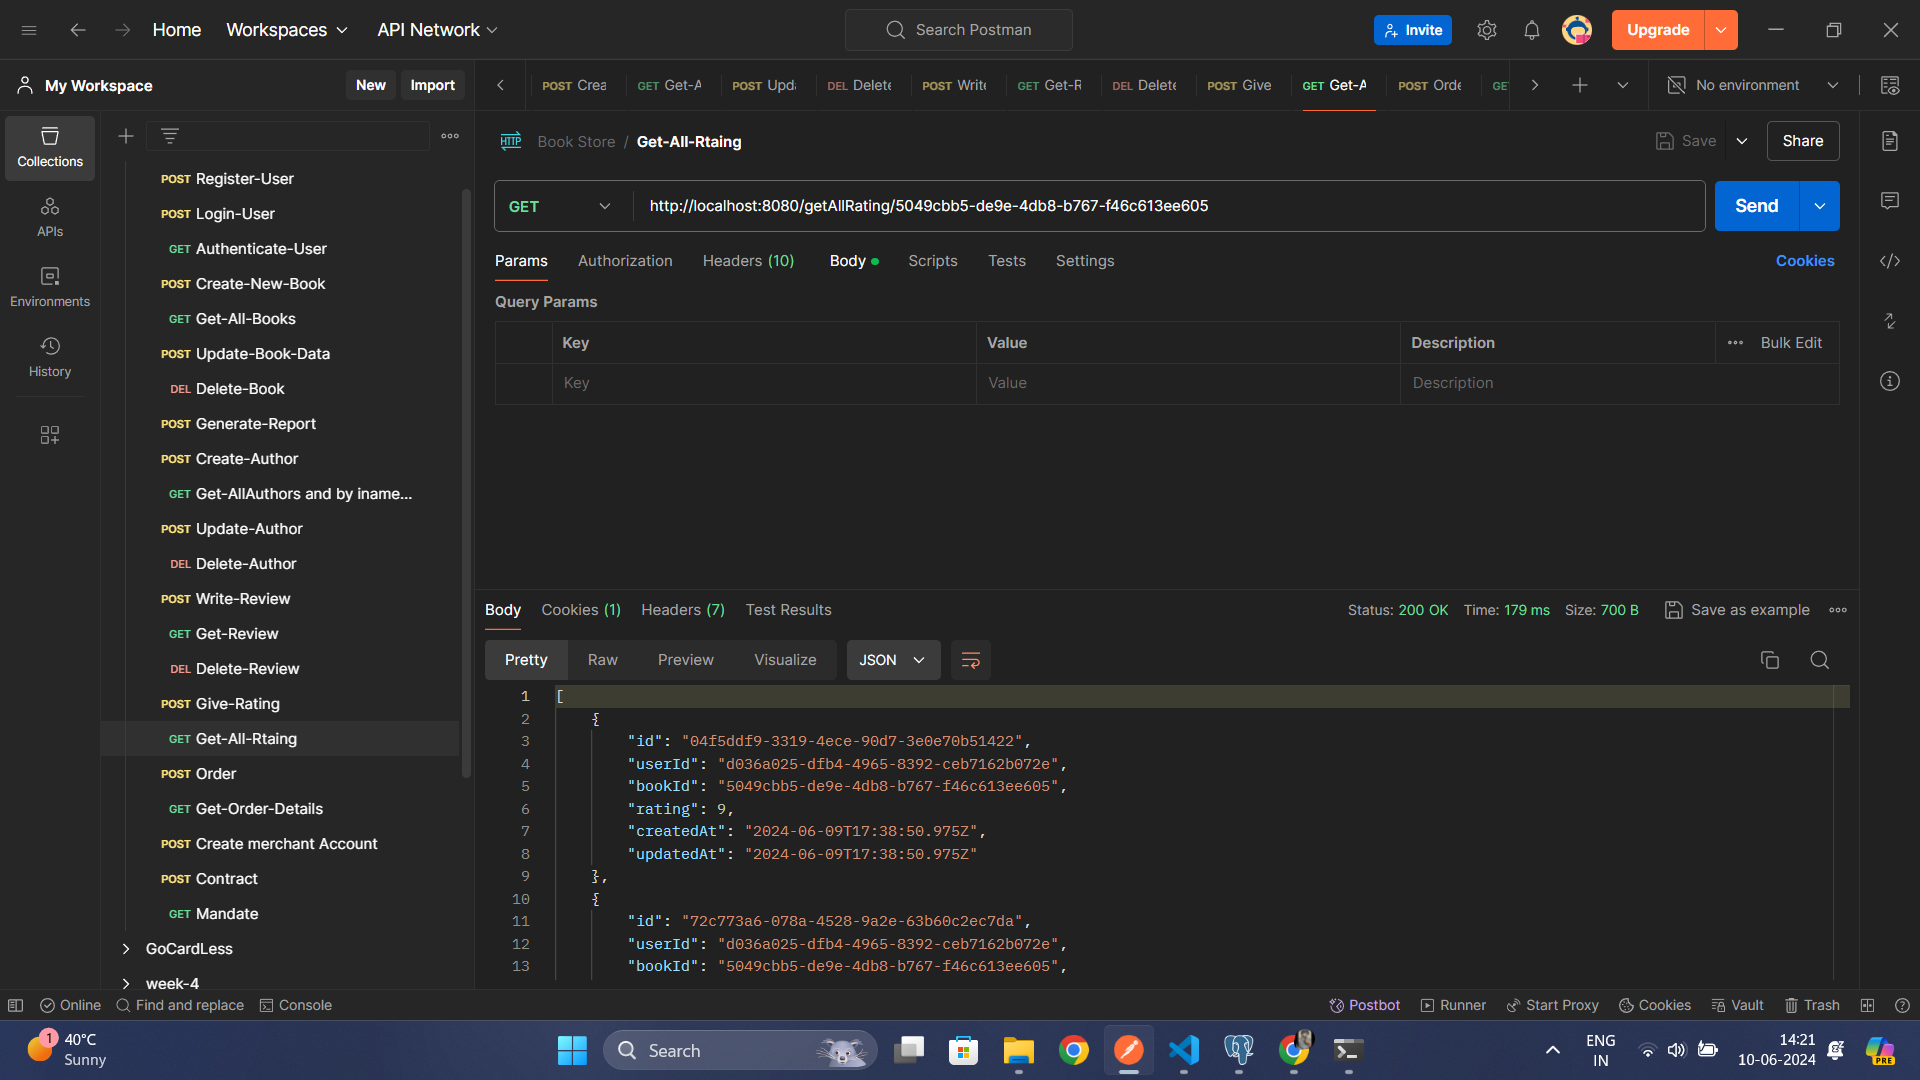 Home Workspaces API Network Search Postman Invite Upgrade
My Workspace New Import POST Crea GET Get-A POST Upda DEL Delete POST Write GET Get-R DEL Delete POST Give GET Get-A POST Orde GE No environment
HTTP Book Store / Get-All-Rtaing Save Share
Collections
APIs
Environments
History
POST Register-User
POST Login-User
GET Authenticate-User
POST Create-New-Book
GET Get-All-Books
POST Update-Book-Data
DEL Delete-Book
POST Generate-Report
POST Create-Author
GET Get-AllAuthors and by iname...
POST Update-Author
DEL Delete-Author
POST Write-Review
GET Get-Review
DEL Delete-Review
POST Give-Rating
GET Get-All-Rtaing
POST Order
GET Get-Order-Details
POST Create merchant Account
POST Contract
GET Mandate
GoCardLess
week-4
GET http://localhost:8080/getAllRating/5049cbb5-de9e-4db8-b767-f46c613ee605 Send
Params Authorization Headers (10) Body Scripts Tests Settings Cookies
Query Params
Key Value Description Bulk Edit
Key Value Description
Body Cookies (1) Headers (7) Test Results Status: 200 OK Time: 179 ms Size: 700 B Save as example
Pretty Raw Preview Visualize JSON
1 [
2 {
3 "id": "04f5ddf9-3319-4ece-90d7-3e0e70b51422",
4 "userId": "d036a025-dfb4-4965-8392-ceb7162b072e",
5 "bookId": "5049cbb5-de9e-4db8-b767-f46c613ee605",
6 "rating": 9,
7 "createdAt": "2024-06-09T17:38:50.975Z",
8 "updatedAt": "2024-06-09T17:38:50.975Z"
9 },
10 {
11 "id": "72c773a6-078a-4528-9a2e-63b60c2ec7da",
12 "userId": "d036a025-dfb4-4965-8392-ceb7162b072e",
13 "bookId": "5049cbb5-de9e-4db8-b767-f46c613ee605",
Online Find and replace Console Postbot Runner Start Proxy Cookies Vault Trash
1 40°C
Sunny
Search
ENG
IN
14:21
10-06-2024
PRE